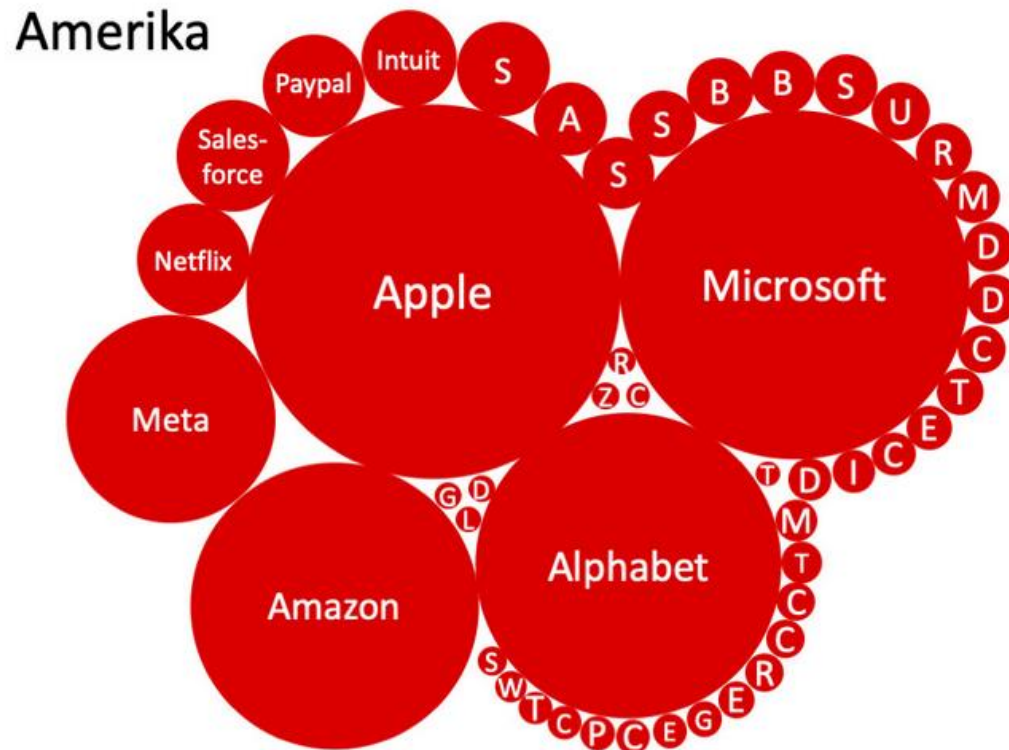 Amerika
Intuit
S
Paypal
A
S
B
B
S
U
R
M
D
D
C
T
E
C
I
D
T
Sales-
force
S
Netflix
Apple
Microsoft
R
Z
C
Meta
G
D
L
Amazon
Alphabet
M
T
C
C
R
E
G
E
C
P
C
T
W
S